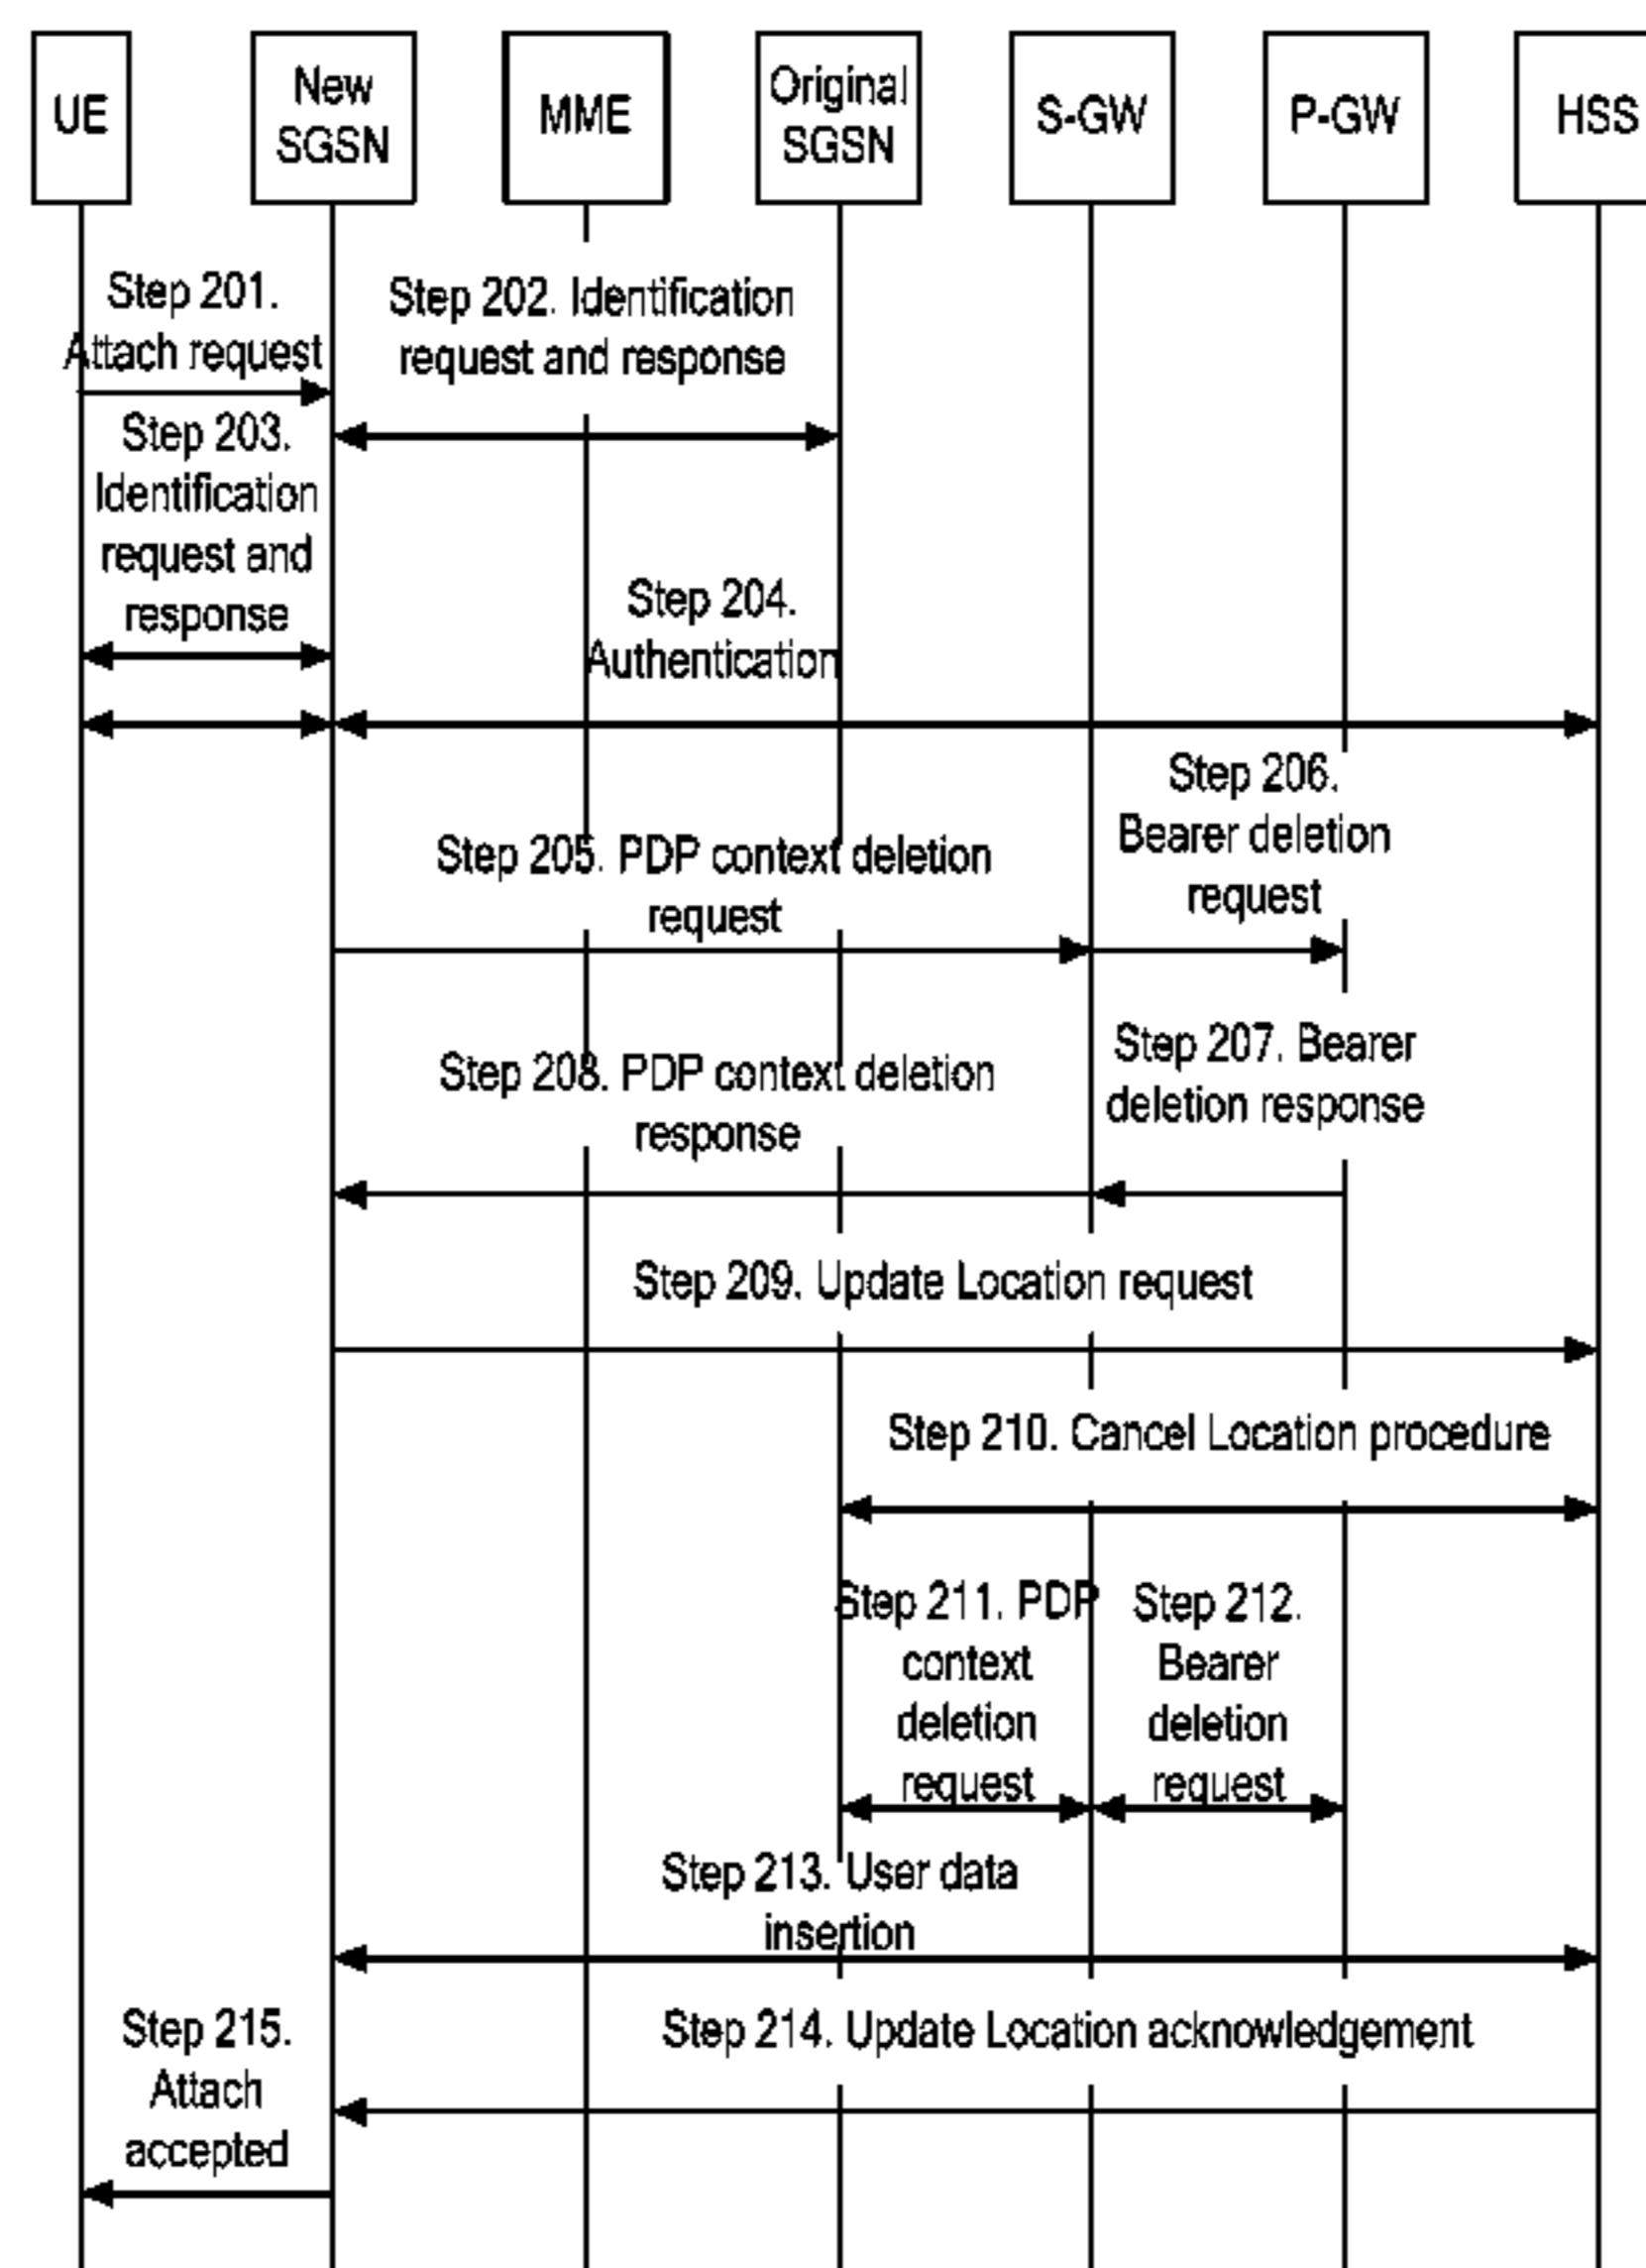 UE
New
SGSN
MME
Original
SGSN
S-GW
P-GW
HSS
Step 201.
Attach request
Step 202. Identification
request and response
Step 203.
Identification
request and
response
Step 204.
Authentication
Step 205. PDP context deletion
request
Step 206.
Bearer deletion
request
Step 207. Bearer
deletion response
Step 208. PDP context deletion
response
Step 209. Update Location request
Step 210. Cancel Location procedure
Step 211. PDP
context
deletion
request
Step 212.
Bearer
deletion
request
Step 213. User data
insertion
Step 214. Update Location acknowledgement
Step 215.
Attach
accepted